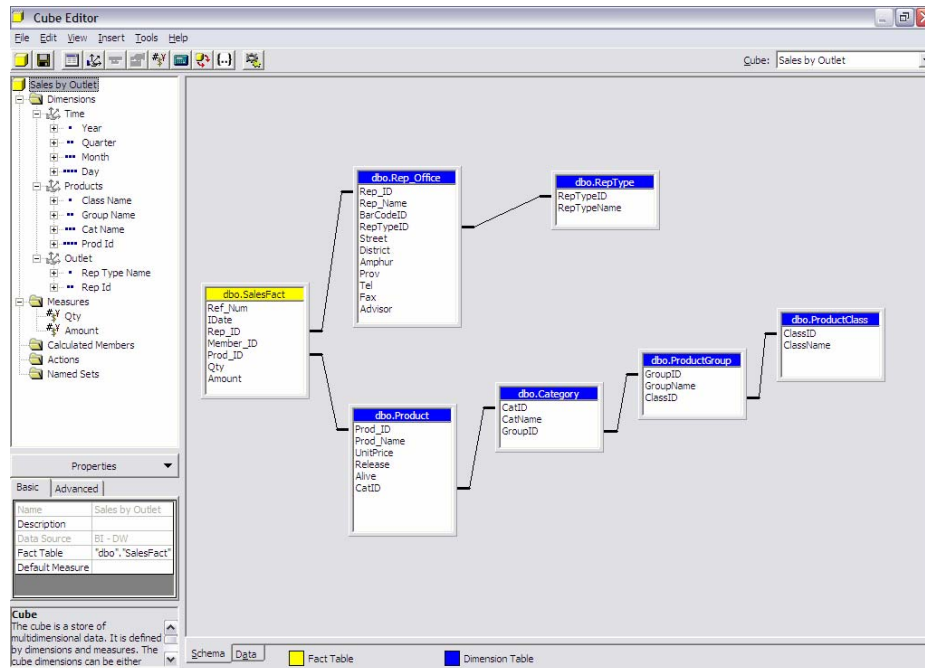 Cube Editor
File Edit View Insert Tools Help
Cube: Sales by Outlet
Sales by Outlet
Dimensions
Time
Year
Quarter
Month
Day
Products
Class Name
Group Name
Cat Name
Prod Id
Outlet
Rep Type Name
Rep Id
Measures
Qty
Amount
Calculated Members
Actions
Named Sets
Properties
Basic Advanced
Name Sales by Outlet
Description
Data Source BI - DW
Fact Table "dbo"."SalesFact"
Default Measure
Cube
The cube is a store of
multidimensional data. It is defined
by dimensions and measures. The
cube dimensions can be either
dbo.SalesFact
Ref_Num
IDate
Rep_ID
Member_ID
Prod_ID
Qty
Amount
dbo.Rep_Office
Rep_ID
Rep_Name
BarCodeID
RepTypeID
Street
District
Amphur
Prov
Tel
Fax
Advisor
dbo.RepType
RepTypeID
RepTypeName
dbo.Product
Prod_ID
Prod_Name
UnitPrice
Release
Alive
CatID
dbo.Category
CatID
CatName
GroupID
dbo.ProductGroup
GroupID
GroupName
ClassID
dbo.ProductClass
ClassID
ClassName
Schema Data
Fact Table
Dimension Table